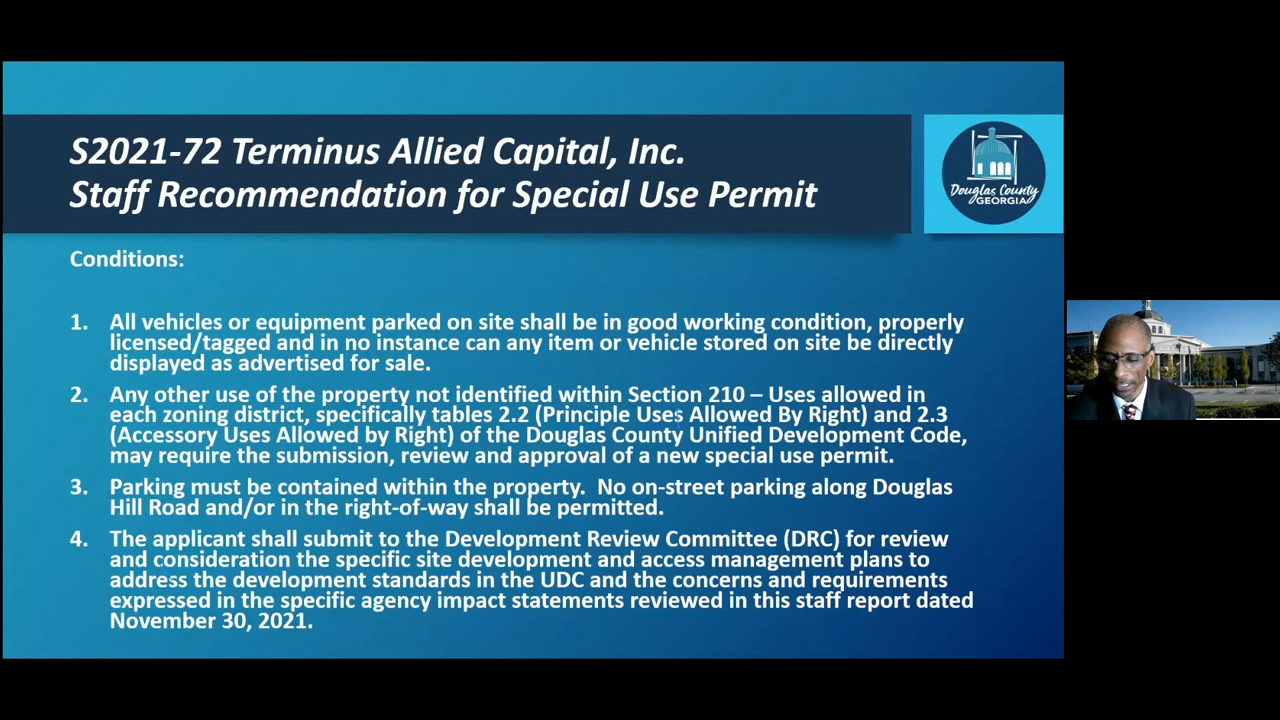 S2021-72 Terminus Allied Capital, Inc.
Staff Recommendation for Special Use Permit
Douglas County
GEORGIA
Conditions:
1. All vehicles or equipment parked on site shall be in good working condition, properly
licensed/tagged and in no instance can any item or vehicle stored on site be directly
displayed as advertised for sale.
2. Any other use of the property not identified within Section 210 – Uses allowed in
each zoning district, specifically tables 2.2 (Principle Uses Allowed By Right) and 2.3
(Accessory Uses Allowed by Right) of the Douglas County Unified Development Code,
may require the submission, review and approval of a new special use permit.
3. Parking must be contained within the property.  No on-street parking along Douglas
Hill Road and/or in the right-of-way shall be permitted.
4. The applicant shall submit to the Development Review Committee (DRC) for review
and consideration the specific site development and access management plans to
address the development standards in the UDC and the concerns and requirements
expressed in the specific agency impact statements reviewed in this staff report dated
November 30, 2021.